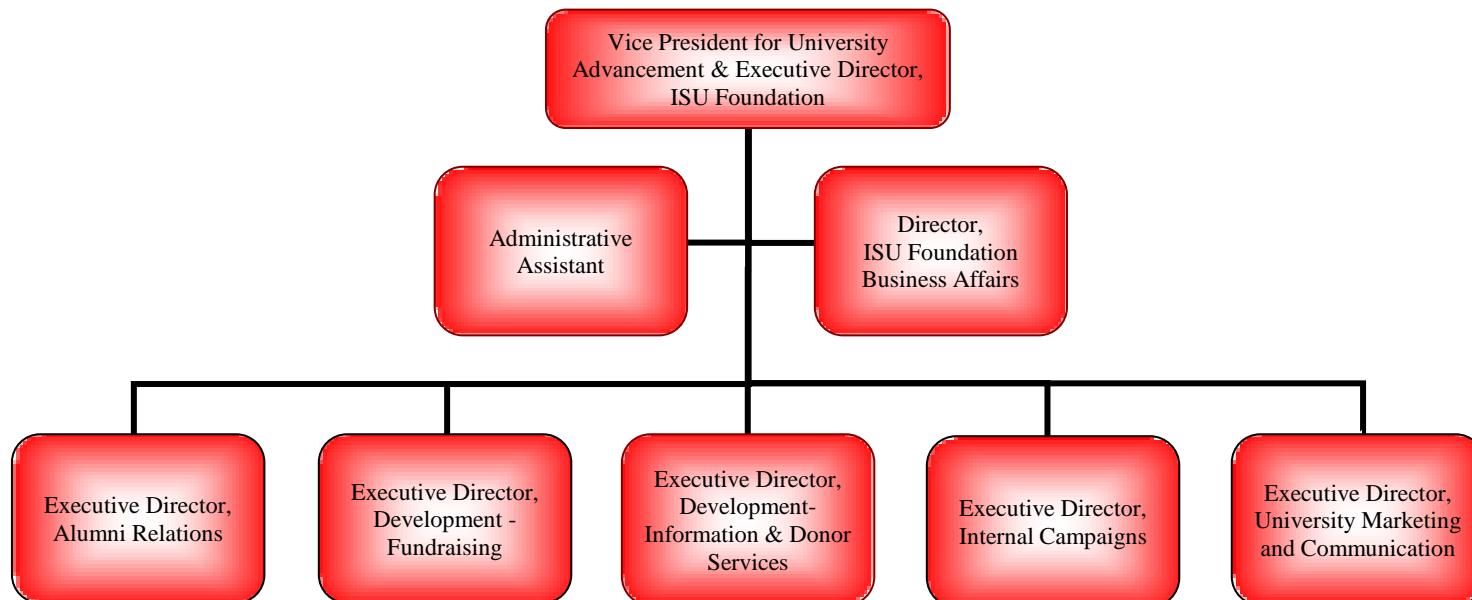 Vice President for University
Advancement & Executive Director,
ISU Foundation
Administrative
Assistant
Director,
ISU Foundation
Business Affairs
Executive Director,
Alumni Relations
Executive Director,
Development -
Fundraising
Executive Director,
Development-
Information & Donor
Services
Executive Director,
Internal Campaigns
Executive Director,
University Marketing
and Communication